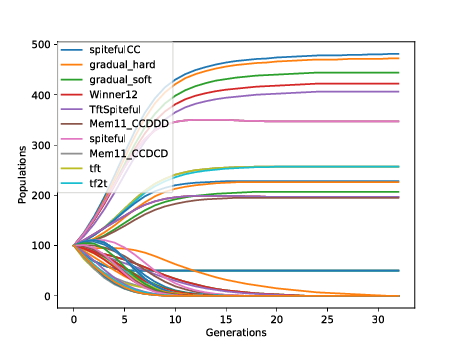 500
400
300
200
100
0
Populations
spitefulCC
gradual_hard
gradual_soft
Winner12
TftSpiteful
Mem11_CCDDD
spiteful
Mem11_CCDCD
tft
tf2t
0 5 10 15 20 25 30
Generations